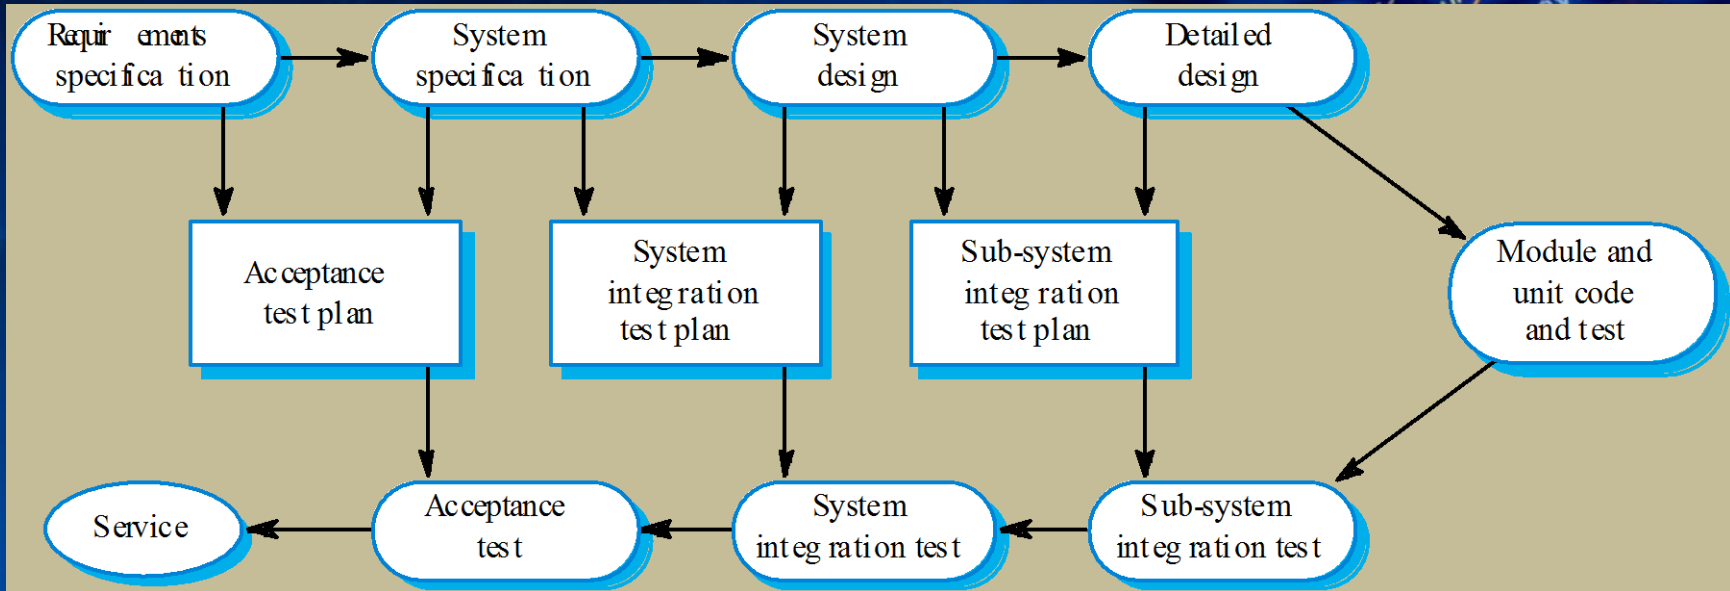 Requirements
specification
System
specification
System
design
Detailed
design
Acceptance
test plan
System
integration
test plan
Sub-system
integration
test plan
Module and
unit code
and test
Service
Acceptance
test
System
integration test
Sub-system
integration test